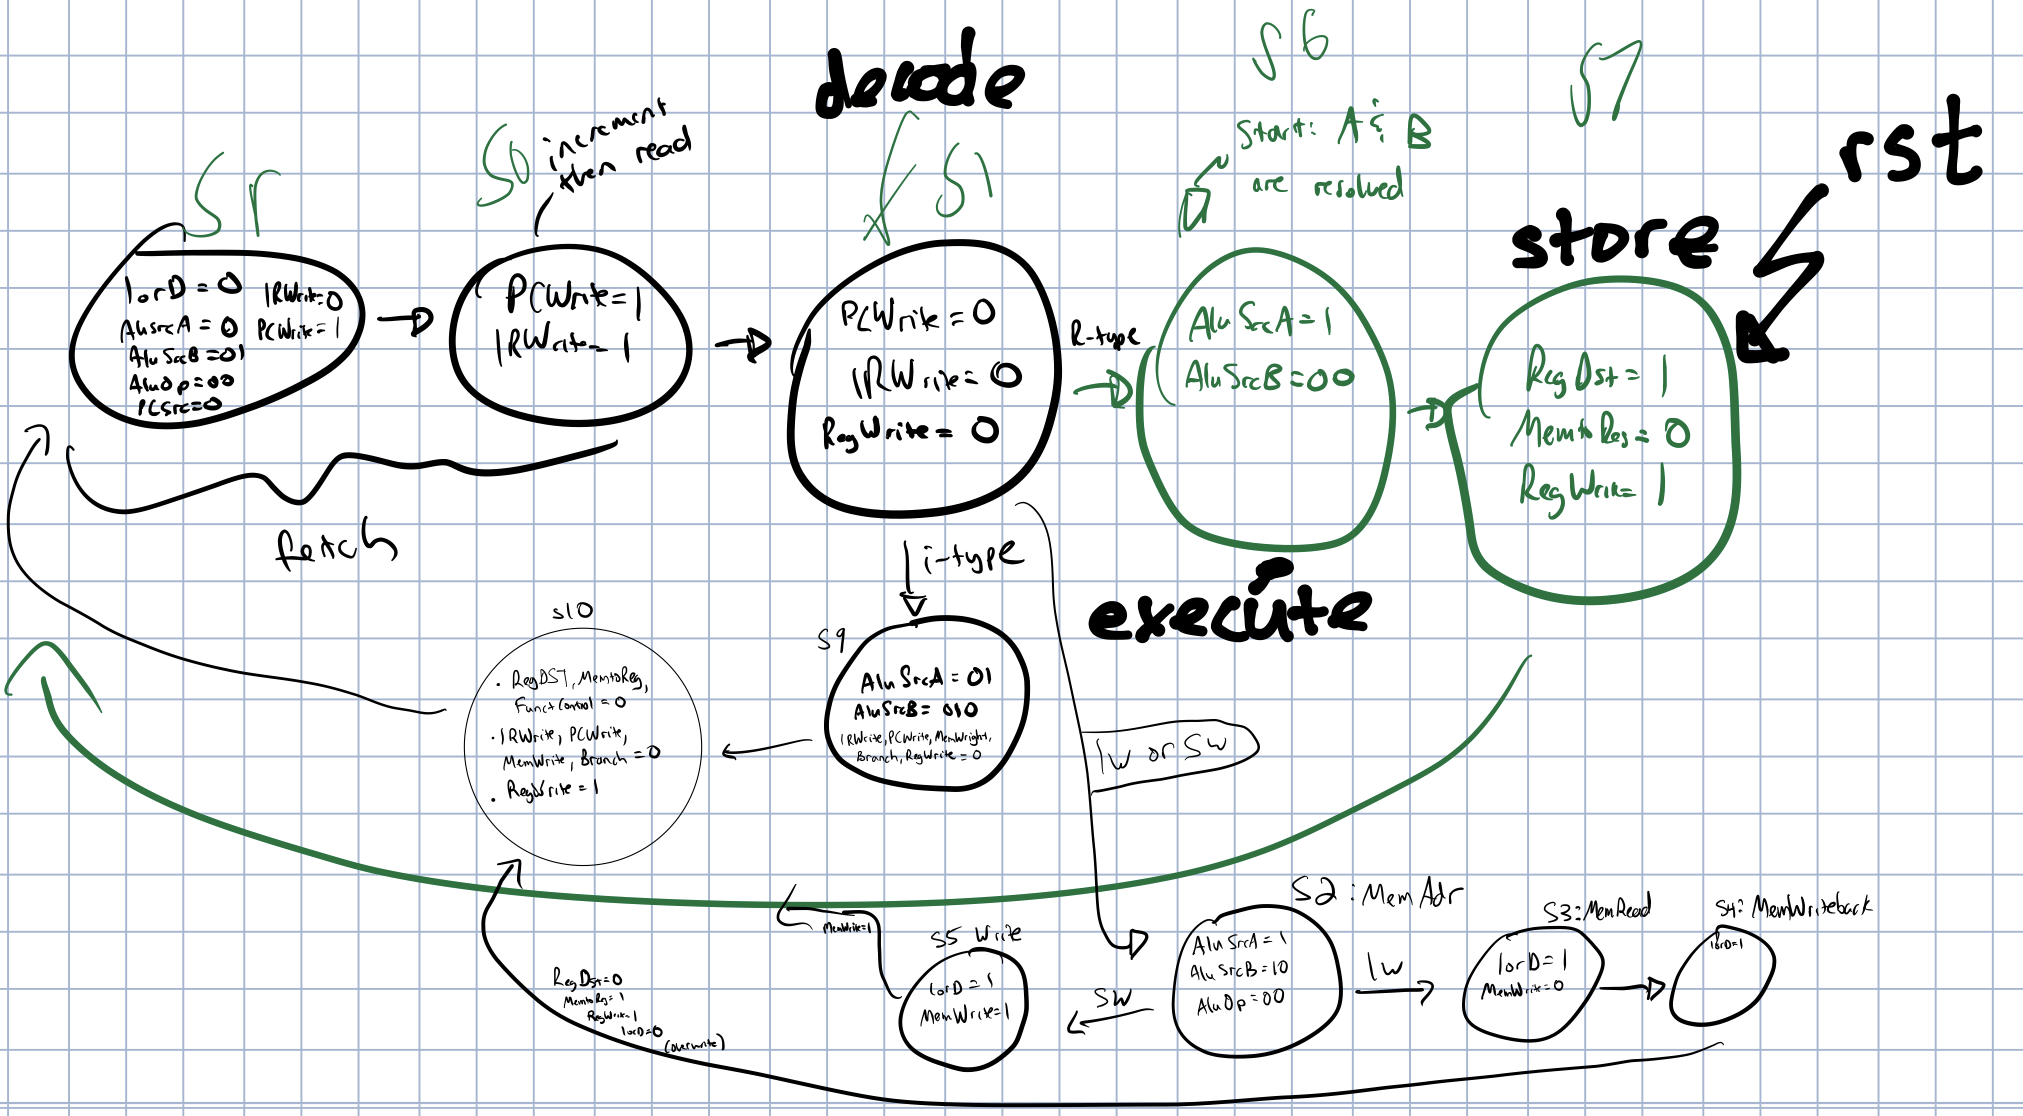 decode
S6
S7
rst
increment
then read
Start: A & B
are resolved
Sr
S0
S1
store
IorD = 0
IRWrite=0
AlusrcA = 0
PCWrite=1
AluSrcB=01
AluOp=00
PCSrc=0
PCWrite=1
IRWrite=1
PCWrite=0
IRWrite=0
RegWrite=0
R-type
AluSrcA=1
AluSrcB=00
RegDst=1
MemtoReg=0
RegWrite=1
fetch
i-type
execute
S10
• RegDST, MemtoReg,
FunctControl = 0
• IRWrite, PCWrite,
MemWrite, Branch = 0
• RegWrite = 1
S9
AluSrcA = 01
AluSrcB = 010
IRWrite, PCWrite, MemWright,
Branch, RegWrite = 0
lw or sw
S2: MemAdr
AluSrcA=1
AluSrcB=10
AluOp=00
lw
S3: MemRead
IorD=1
MemWrite=0
S4: MemWriteback
IorD=1
sw
S5 Write
IorD=1
MemWrite=1
MemWrite=1
RegDst=0
MemtoReg=1
RegWrite=1
IorD=0
(overwrite)